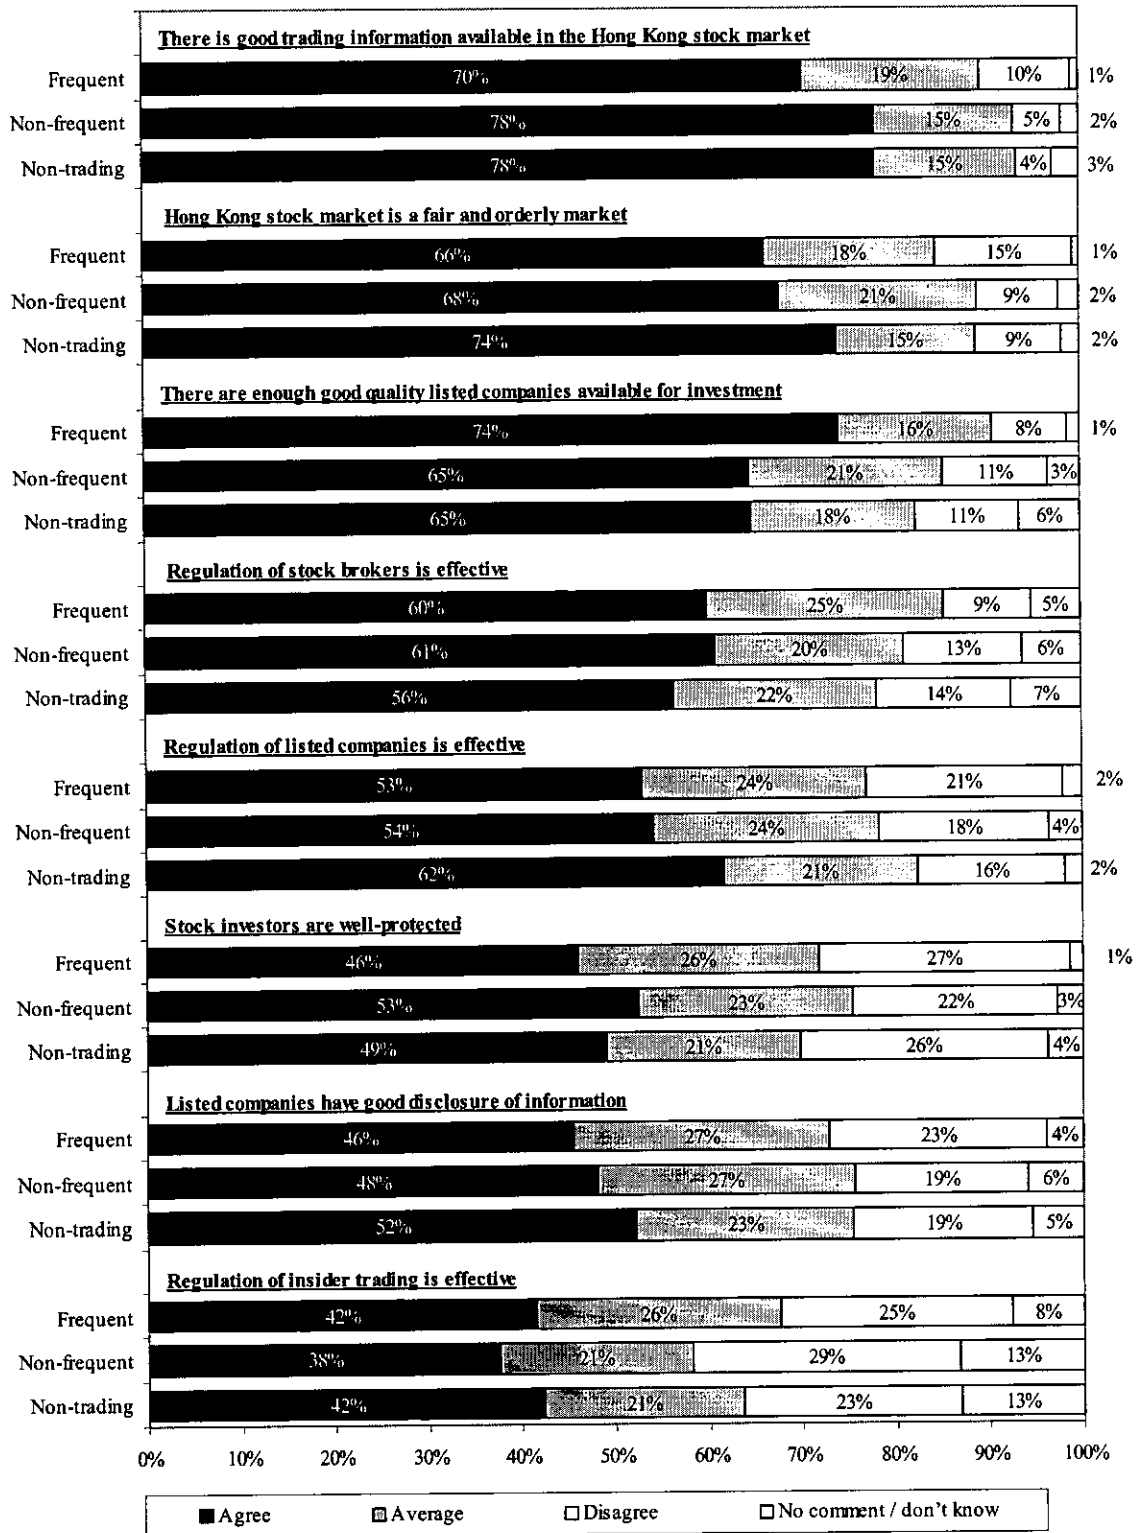 There is good trading information available in the Hong Kong stock market
Frequent 70% 19% 10% 1%
Non-frequent 78% 15% 5% 2%
Non-trading 78% 15% 4% 3%
Hong Kong stock market is a fair and orderly market
Frequent 66% 18% 15% 1%
Non-frequent 68% 21% 9% 2%
Non-trading 74% 15% 9% 2%
There are enough good quality listed companies available for investment
Frequent 74% 16% 8% 1%
Non-frequent 65% 21% 11% 3%
Non-trading 65% 18% 11% 6%
Regulation of stock brokers is effective
Frequent 60% 25% 9% 5%
Non-frequent 61% 20% 13% 6%
Non-trading 56% 22% 14% 7%
Regulation of listed companies is effective
Frequent 53% 24% 21% 2%
Non-frequent 54% 24% 18% 4%
Non-trading 62% 21% 16% 2%
Stock investors are well-protected
Frequent 46% 26% 27% 1%
Non-frequent 53% 23% 22% 3%
Non-trading 49% 21% 26% 4%
Listed companies have good disclosure of information
Frequent 46% 27% 23% 4%
Non-frequent 48% 27% 19% 6%
Non-trading 52% 23% 19% 5%
Regulation of insider trading is effective
Frequent 42% 26% 25% 8%
Non-frequent 38% 21% 29% 13%
Non-trading 42% 21% 23% 13%
0% 10% 20% 30% 40% 50% 60% 70% 80% 90% 100%
Agree Average Disagree No comment / don't know